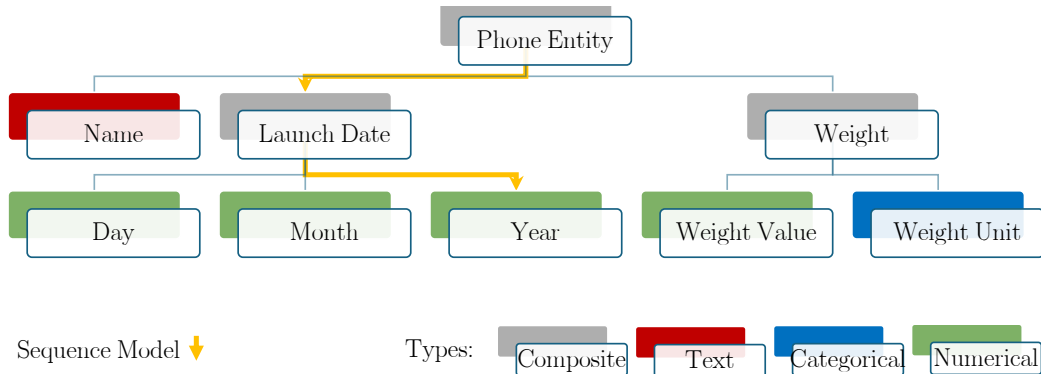 Phone Entity
Name
Launch Date
Weight
Day
Month
Year
Weight Value
Weight Unit
Sequence Model
Types:
Composite
Text
Categorical
Numerical